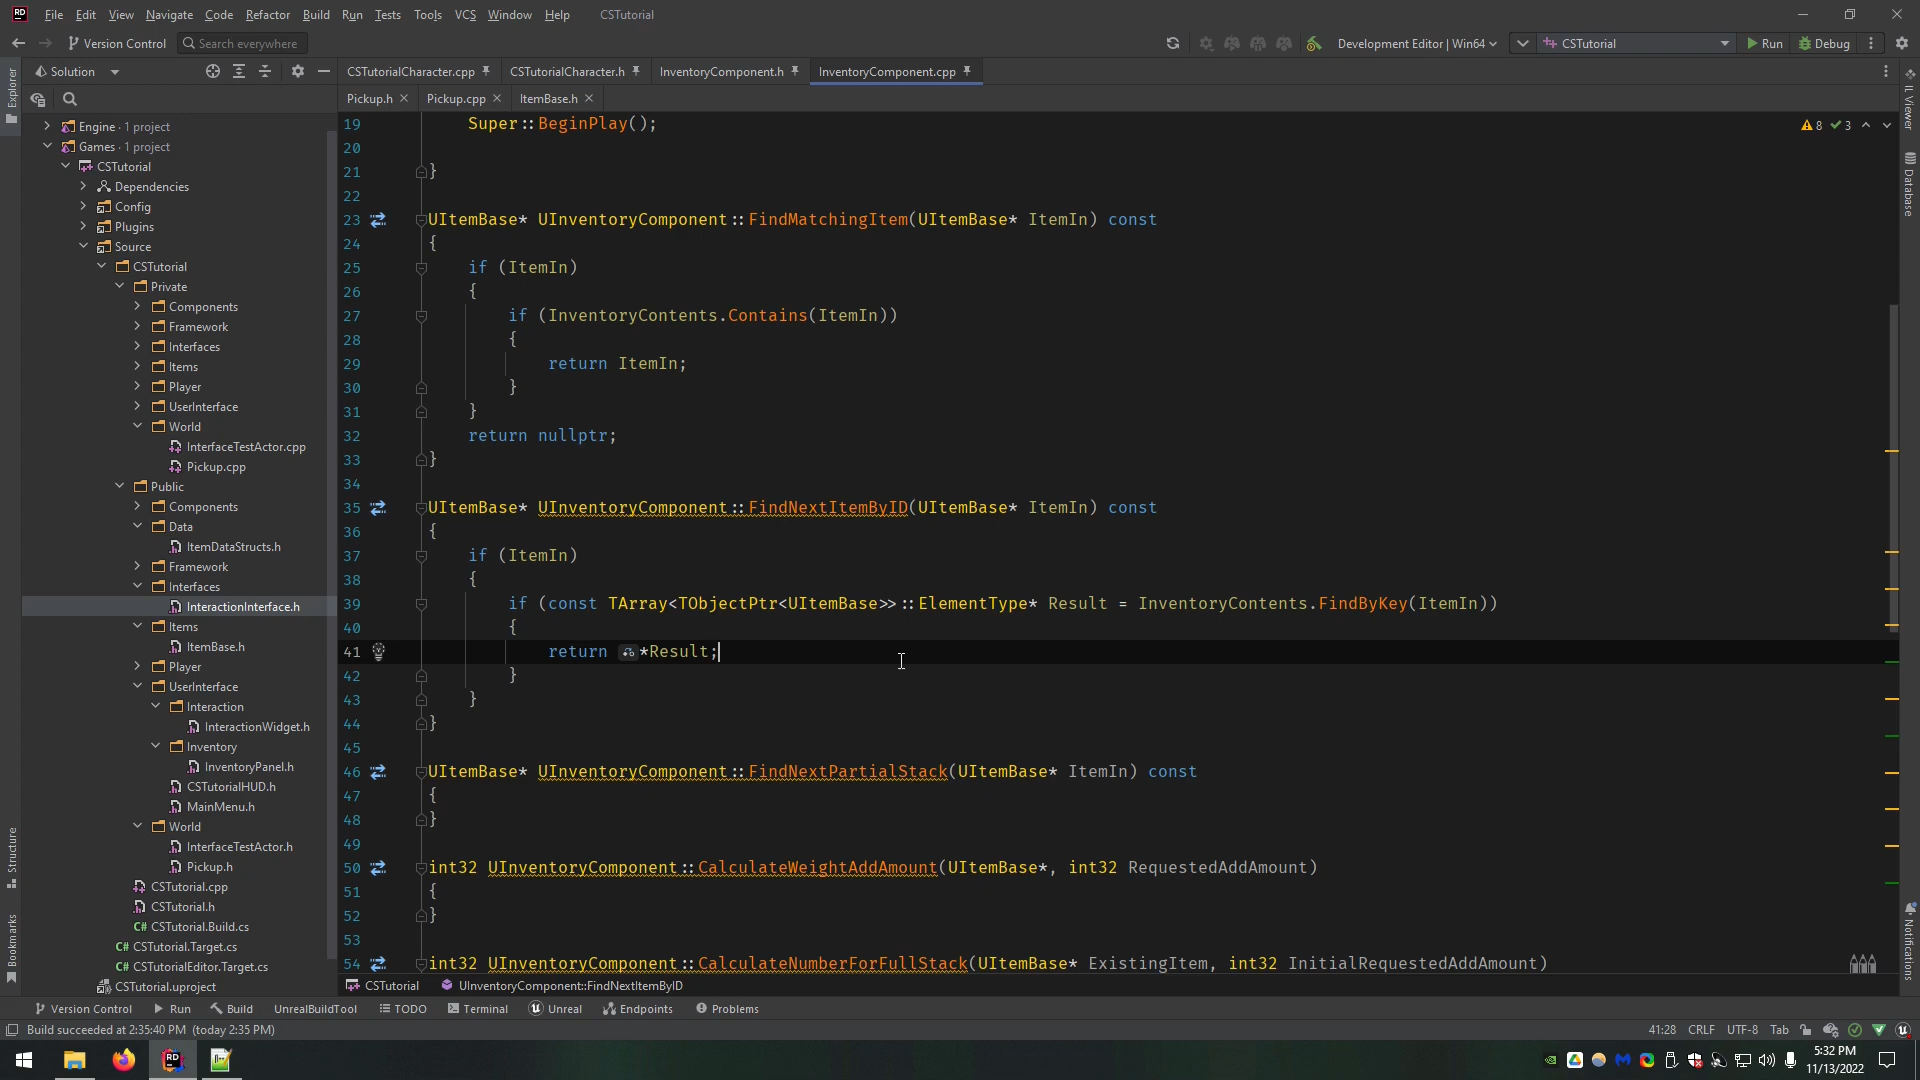 File Edit View Navigate Code Refactor Build Run Tests Tools VCS Window Help CSTutorial
Version Control Search everywhere Development Editor | Win64 CSTutorial Run Debug
Solution
CSTutorialCharacter.cpp CSTutorialCharacter.h InventoryComponent.h InventoryComponent.cpp
Pickup.h Pickup.cpp ItemBase.h
Explorer
Structure
Bookmarks
Engine · 1 project
Games · 1 project
CSTutorial
Dependencies
Config
Plugins
Source
CSTutorial
Private
Components
Framework
Interfaces
Items
Player
UserInterface
World
InterfaceTestActor.cpp
Pickup.cpp
Public
Components
Data
ItemDataStructs.h
Framework
Interfaces
InteractionInterface.h
Items
ItemBase.h
Player
UserInterface
Interaction
InteractionWidget.h
Inventory
InventoryPanel.h
CSTutorialHUD.h
MainMenu.h
World
InterfaceTestActor.h
Pickup.h
CSTutorial.cpp
CSTutorial.h
C# CSTutorial.Build.cs
C# CSTutorial.Target.cs
C# CSTutorialEditor.Target.cs
CSTutorial.uproject
8 3
19 Super::BeginPlay();
20
21 }
22
23 UItemBase* UInventoryComponent::FindMatchingItem(UItemBase* ItemIn) const
24 {
25 if (ItemIn)
26 {
27 if (InventoryContents.Contains(ItemIn))
28 {
29 return ItemIn;
30 }
31 }
32 return nullptr;
33 }
34
35 UItemBase* UInventoryComponent::FindNextItemByID(UItemBase* ItemIn) const
36 {
37 if (ItemIn)
38 {
39 if (const TArray<TObjectPtr<UItemBase>>::ElementType* Result = InventoryContents.FindByKey(ItemIn))
40 {
41 return *Result;
42 }
43 }
44 }
45
46 UItemBase* UInventoryComponent::FindNextPartialStack(UItemBase* ItemIn) const
47 {
48 }
49
50 int32 UInventoryComponent::CalculateWeightAddAmount(UItemBase*, int32 RequestedAddAmount)
51 {
52 }
53
54 int32 UInventoryComponent::CalculateNumberForFullStack(UItemBase* ExistingItem, int32 InitialRequestedAddAmount)
IL Viewer
Database
Notifications
CSTutorial UInventoryComponent::FindNextItemByID
Version Control Run Build UnrealBuildTool TODO Terminal Unreal Endpoints Problems
Build succeeded at 2:35:40 PM (today 2:35 PM) 41:28 CRLF UTF-8 Tab
5:32 PM
11/13/2022